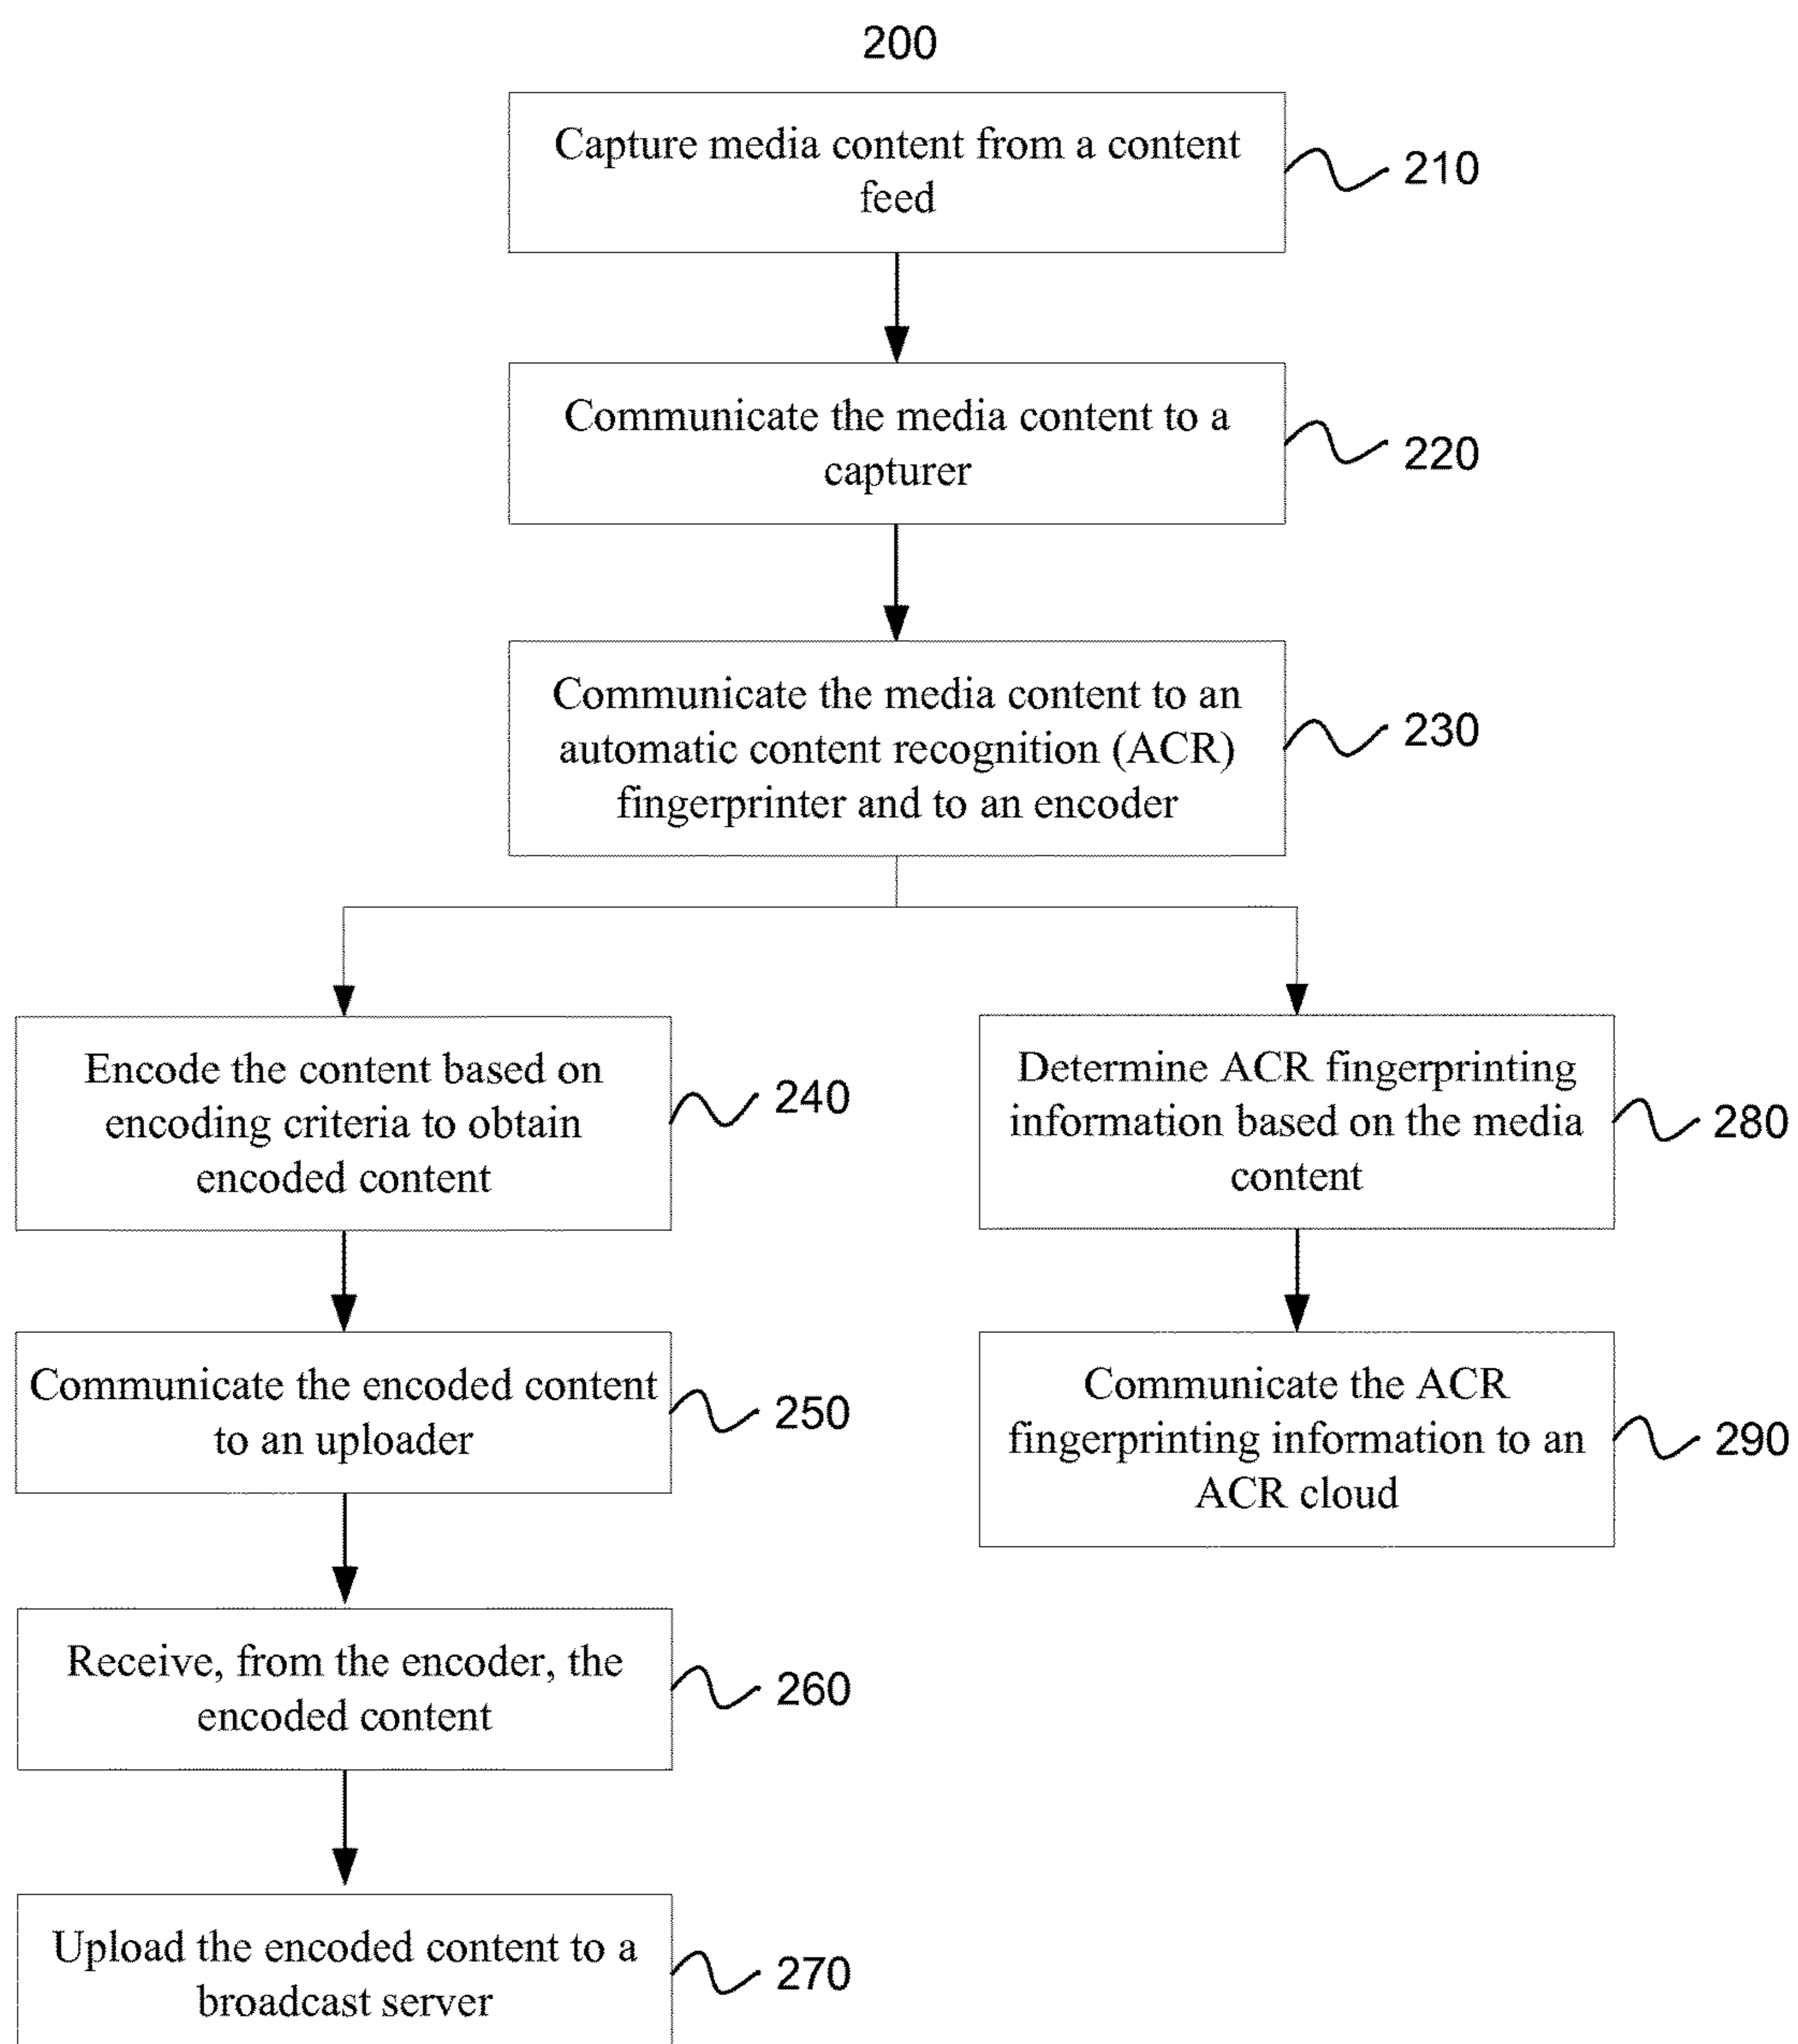 200
Capture media content from a content
feed
210
Communicate the media content to a
capturer
220
Communicate the media content to an
automatic content recognition (ACR)
fingerprinter and to an encoder
230
Encode the content based on
encoding criteria to obtain
encoded content
240
Determine ACR fingerprinting
information based on the media
content
280
Communicate the encoded content
to an uploader
250
Communicate the ACR
fingerprinting information to an
ACR cloud
290
Receive, from the encoder, the
encoded content
260
Upload the encoded content to a
broadcast server
270